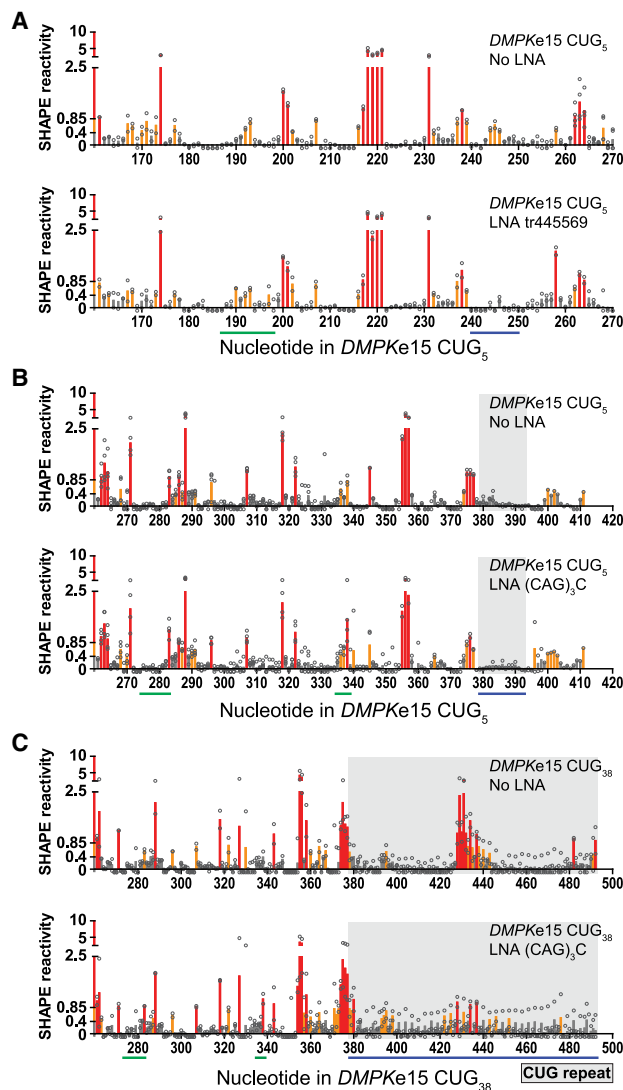 A
DMPKe15 CUG5
No LNA
SHAPE reactivity
10
5
2.5
0.85
0.4
0
170 180 190 200 210 220 230 240 250 260 270
DMPKe15 CUG5
LNA tr445569
SHAPE reactivity
10
5
2.5
0.85
0.4
0
170 180 190 200 210 220 230 240 250 260 270
Nucleotide in DMPKe15 CUG5
B
DMPKe15 CUG5
No LNA
SHAPE reactivity
10
5
2.5
0.85
0.4
0
270 280 290 300 310 320 330 340 350 360 370 380 390 400 410 420
DMPKe15 CUG5
LNA (CAG)3C
SHAPE reactivity
10
5
2.5
0.85
0.4
0
270 280 290 300 310 320 330 340 350 360 370 380 390 400 410 420
Nucleotide in DMPKe15 CUG5
C
DMPKe15 CUG38
No LNA
SHAPE reactivity
10
5
2.5
0.85
0.4
0
280 300 320 340 360 380 400 420 440 460 480 500
DMPKe15 CUG38
LNA (CAG)3C
SHAPE reactivity
10
5
2.5
0.85
0.4
0
280 300 320 340 360 380 400 420 440 460 480 500
Nucleotide in DMPKe15 CUG38
CUG repeat